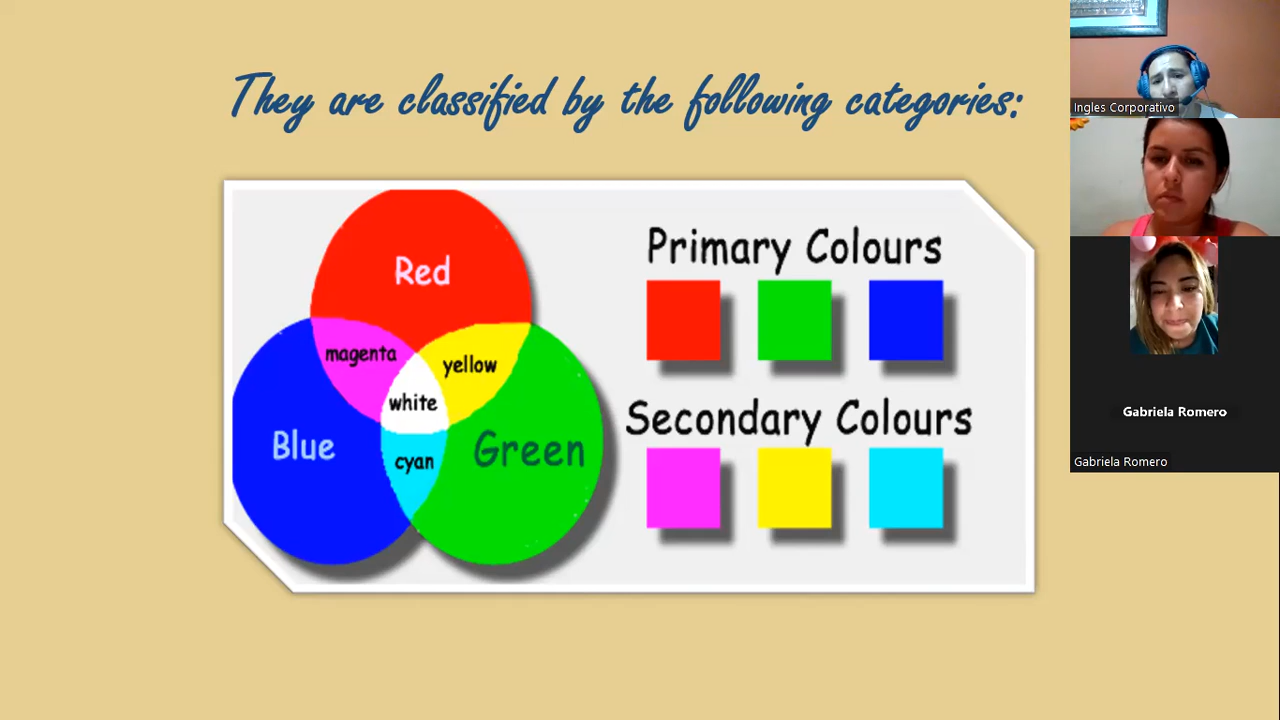 They are classified by the following categories:
Red
magenta
yellow
white
Blue
cyan
Green
Primary Colours
Secondary Colours
Ingles Corporativo
Gabriela Romero
Gabriela Romero